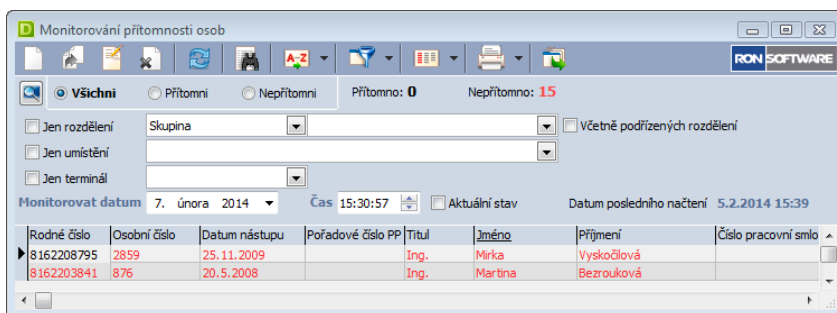 Monitorování přítomnosti osob
A-Z
RON SOFTWARE
Všichni Přítomni Nepřítomni Přítomno: 0 Nepřítomno: 15
Jen rozdělení Skupina Včetně podřízených rozdělení
Jen umístění
Jen terminál
Monitorovat datum 7. února 2014 Čas 15:30:57 Aktuální stav Datum posledního načtení 5.2.2014 15:39
Rodné číslo Osobní číslo Datum nástupu Pořadové číslo PP Titul Jméno Příjmení Číslo pracovní smlo
8162208795 2859 25.11.2009 Ing. Mirka Vyskočilová
8162203841 876 20.5.2008 Ing. Martina Bezrouková